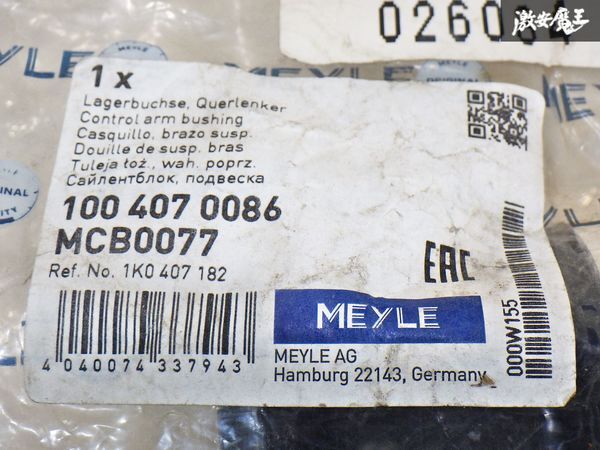 激安魔王
MEYLE
1 x
Lagerbuchse, Querlenker
Control arm bushing
Casquillo, brazo susp.
Douille de susp. bras
Tuleja łoż., wah. poprz.
Сайлентблок, подвеска
100 407 0086
MCB0077
Ref. No. 1K0 407 182
4 040074 337943
EAC
MEYLE
MEYLE AG
Hamburg 22143, Germany
000W155
MEYLE
ORIGINAL